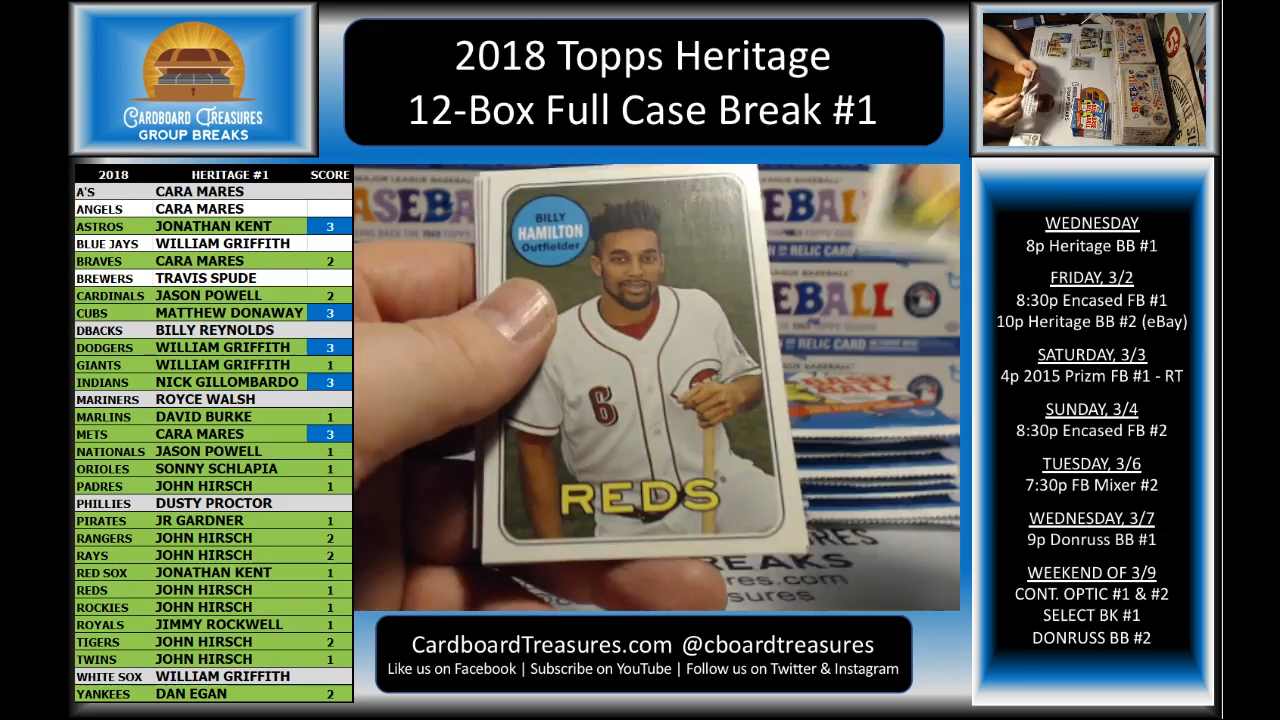 CARDBOARD TREASURES
GROUP BREAKS
2018 Topps Heritage
12-Box Full Case Break #1
2018 HERITAGE #1 SCORE
A'S CARA MARES
ANGELS CARA MARES
ASTROS JONATHAN KENT 3
BLUE JAYS WILLIAM GRIFFITH
BRAVES CARA MARES 2
BREWERS TRAVIS SPUDE
CARDINALS JASON POWELL 2
CUBS MATTHEW DONAWAY 3
DBACKS BILLY REYNOLDS
DODGERS WILLIAM GRIFFITH 3
GIANTS WILLIAM GRIFFITH 1
INDIANS NICK GILLOMBARDO 3
MARINERS ROYCE WALSH
MARLINS DAVID BURKE 1
METS CARA MARES 3
NATIONALS JASON POWELL 1
ORIOLES SONNY SCHLAPIA 1
PADRES JOHN HIRSCH 1
PHILLIES DUSTY PROCTOR
PIRATES JR GARDNER 1
RANGERS JOHN HIRSCH 2
RAYS JOHN HIRSCH 2
RED SOX JONATHAN KENT 1
REDS JOHN HIRSCH 1
ROCKIES JOHN HIRSCH 1
ROYALS JIMMY ROCKWELL 1
TIGERS JOHN HIRSCH 2
TWINS JOHN HIRSCH 1
WHITE SOX WILLIAM GRIFFITH
YANKEES DAN EGAN 2
BILLY
HAMILTON
Outfielder
6
REDS
CardboardTreasures.com @cboardtreasures
Like us on Facebook | Subscribe on YouTube | Follow us on Twitter & Instagram
WEDNESDAY
8p Heritage BB #1
FRIDAY, 3/2
8:30p Encased FB #1
10p Heritage BB #2 (eBay)
SATURDAY, 3/3
4p 2015 Prizm FB #1 - RT
SUNDAY, 3/4
8:30p Encased FB #2
TUESDAY, 3/6
7:30p FB Mixer #2
WEDNESDAY, 3/7
9p Donruss BB #1
WEEKEND OF 3/9
CONT. OPTIC #1 & #2
SELECT BK #1
DONRUSS BB #2